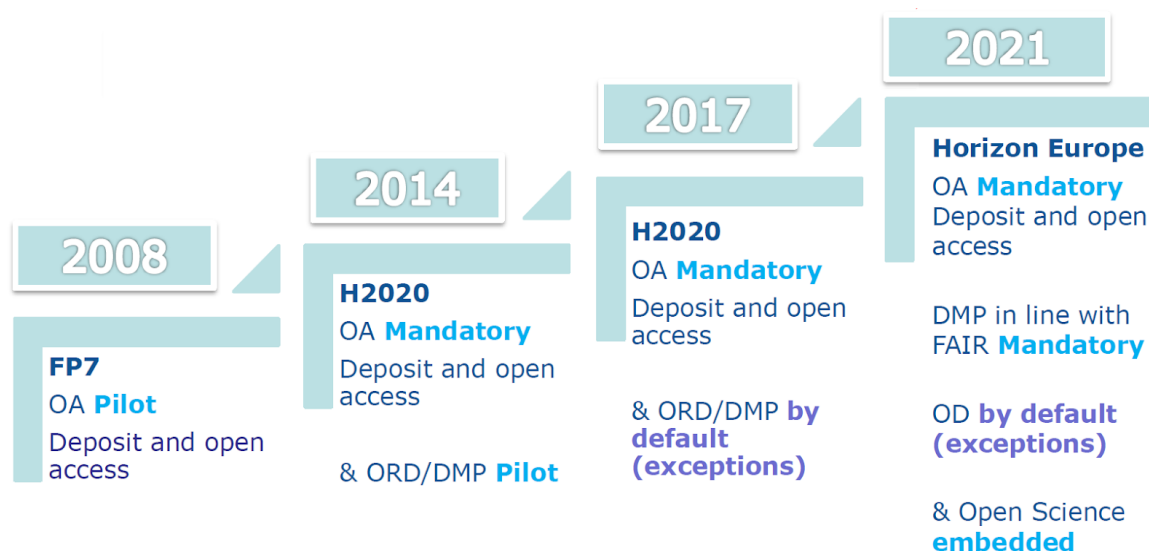 2008
FP7
OA Pilot
Deposit and open
access
2014
H2020
OA Mandatory
Deposit and open
access
& ORD/DMP Pilot
2017
H2020
OA Mandatory
Deposit and open
access
& ORD/DMP by
default
(exceptions)
2021
Horizon Europe
OA Mandatory
Deposit and open
access
DMP in line with
FAIR Mandatory
OD by default
(exceptions)
& Open Science
embedded